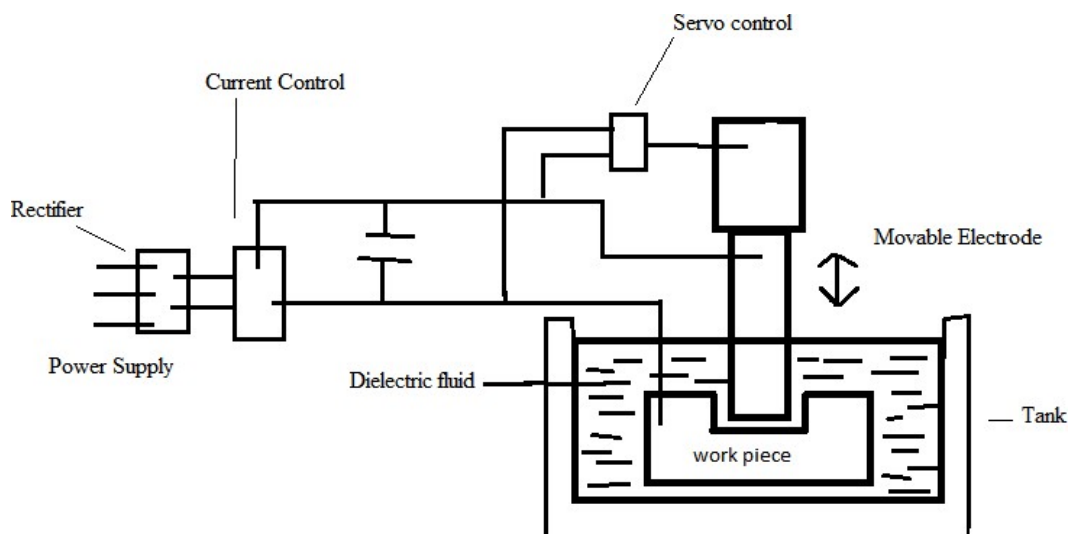 Servo control
Current Control
Rectifier
Movable Electrode
Power Supply
Dielectric fluid
Tank
work piece